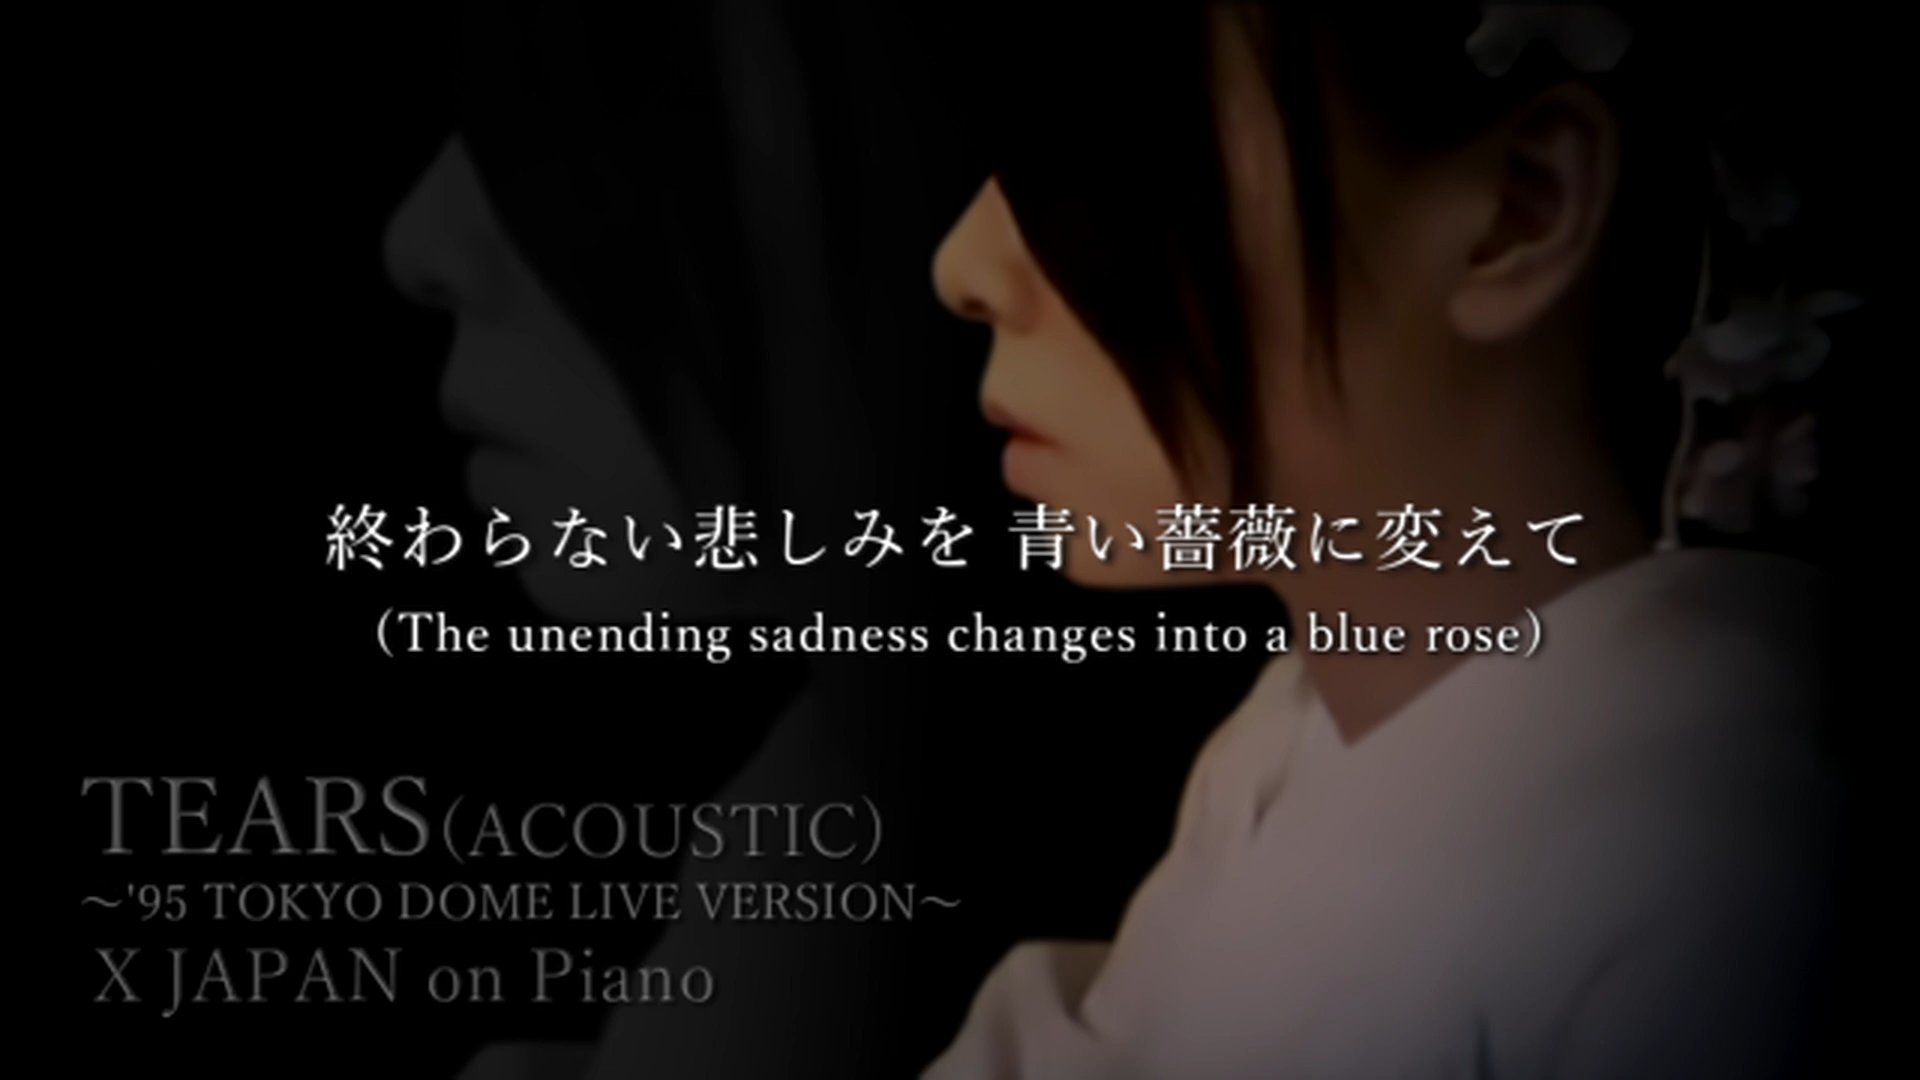 終わらない悲しみを 青い薔薇に変えて
(The unending sadness changes into a blue rose)
TEARS(ACOUSTIC)
～'95 TOKYO DOME LIVE VERSION～
X JAPAN on Piano